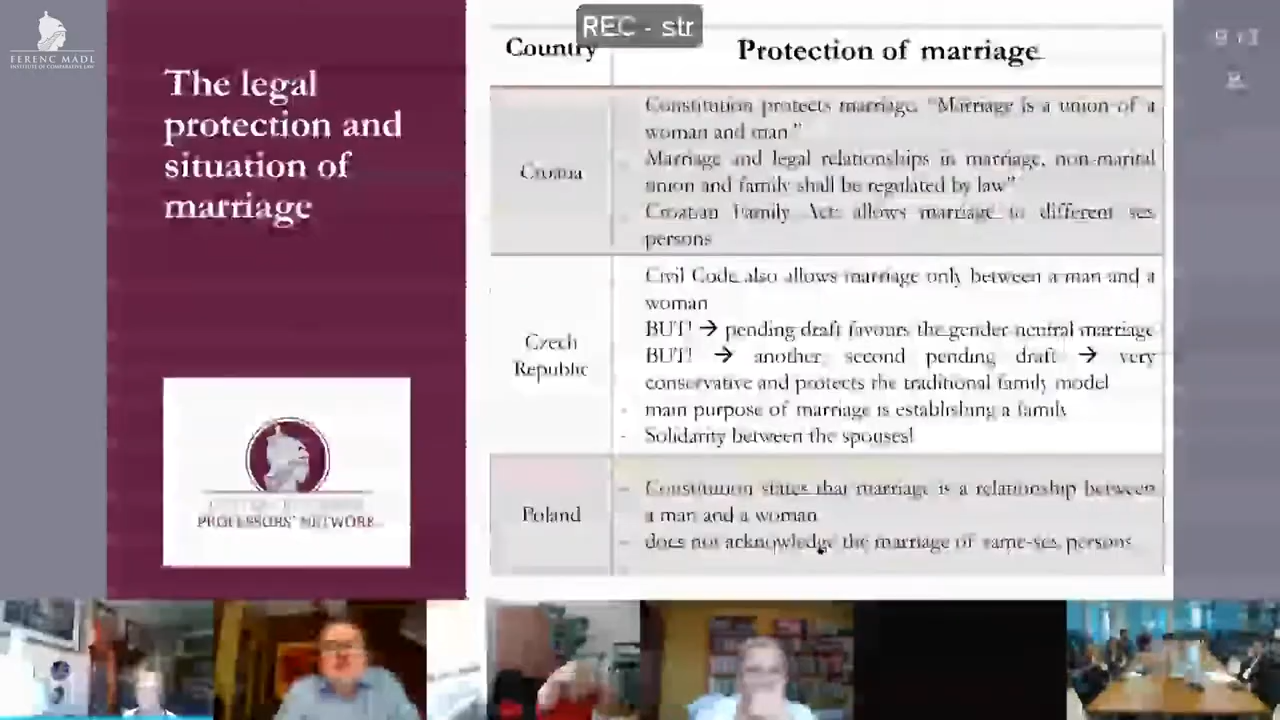 FERENC MÁDL
INSTITUTE OF COMPARATIVE LAW
REC - str
The legal
protection and
situation of
marriage
PROFESSORS' NETWORK
Country
Protection of marriage
Croatia
Constitution protects marriage. “Marriage is a union of a
woman and man.”
Marriage and legal relationships in marriage, non-marital
union and family shall be regulated by law”
Croatian Family Act: allows marriage to different sex
persons
Czech
Republic
Civil Code also allows marriage only between a man and a
woman
BUT! → pending draft favours the gender neutral marriage
BUT! → another, second pending draft → very
conservative and protects the traditional family model
- main purpose of marriage is establishing a family
- Solidarity between the spouses!
Poland
- Constitution states that marriage is a relationship between
a man and a woman
- does not acknowledge the marriage of same-sex persons